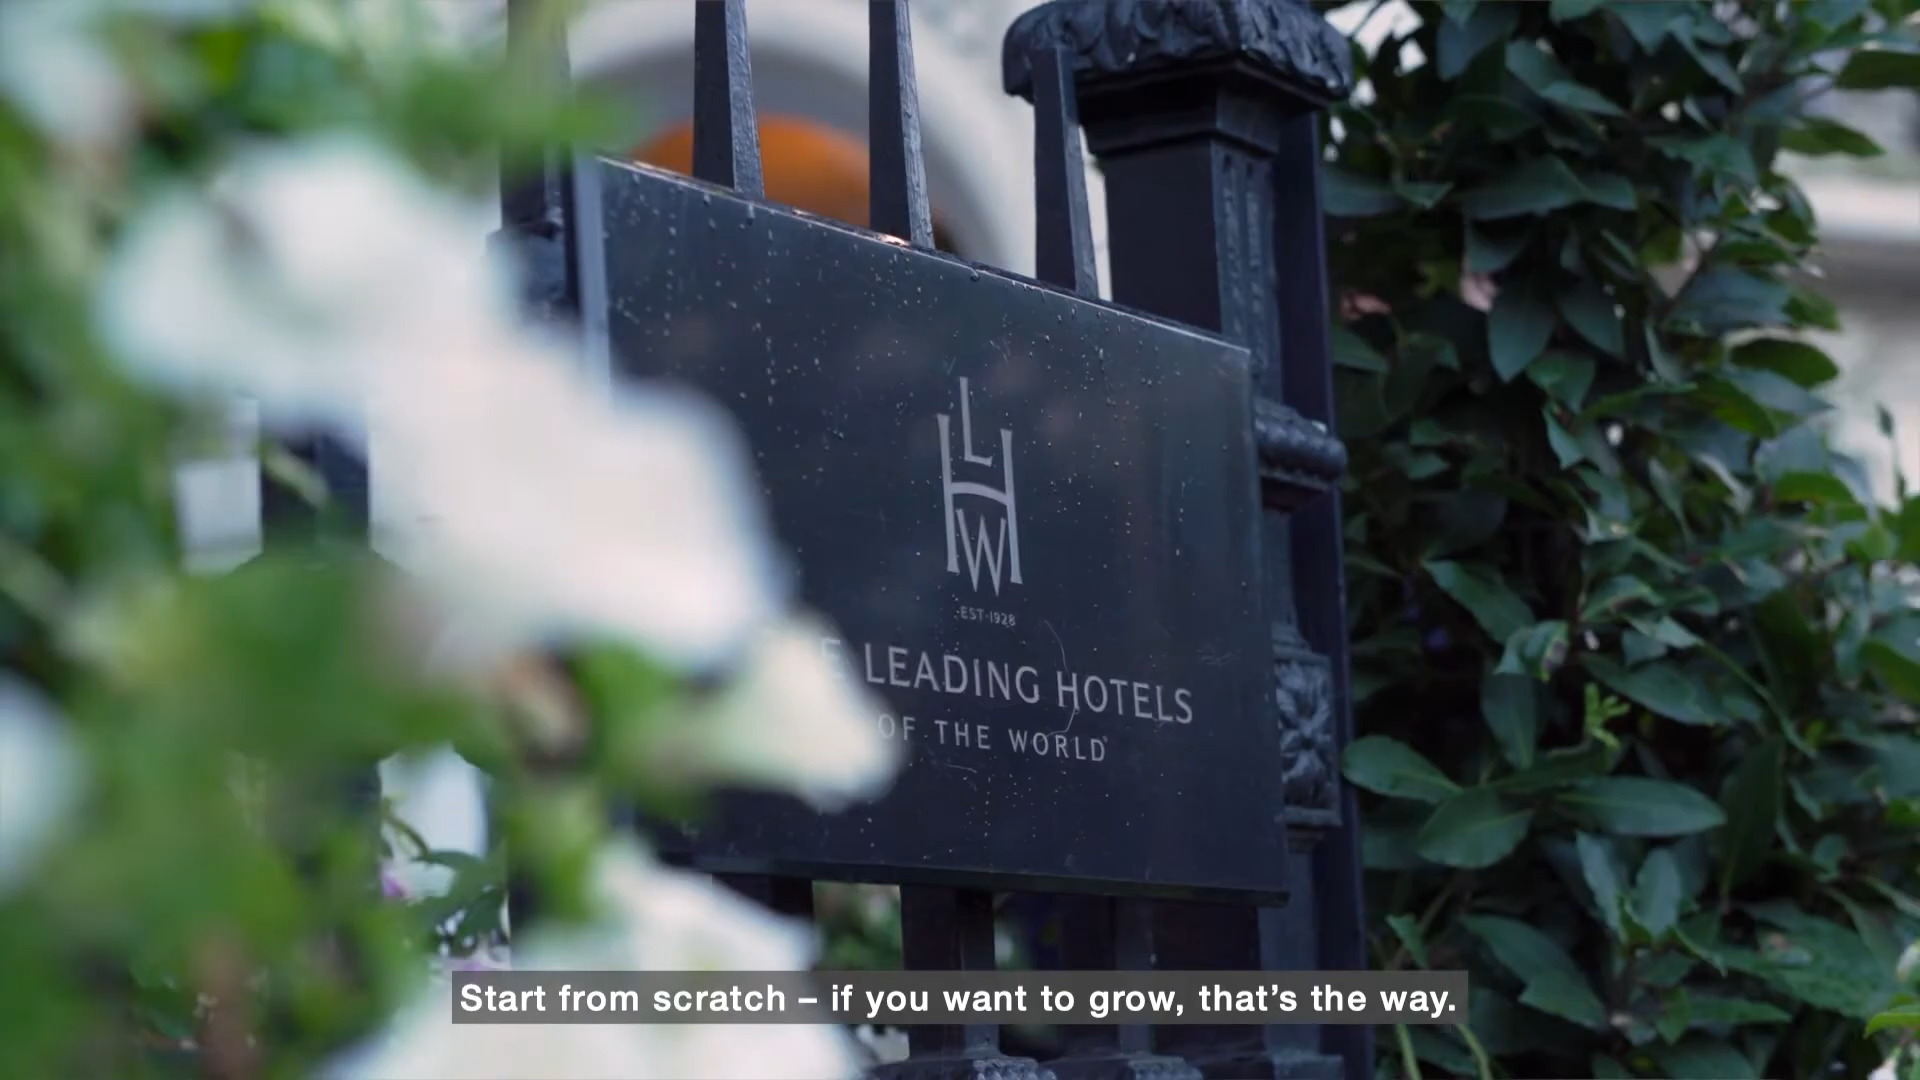 L
H
W
EST·1928
LEADING HOTELS
OF THE WORLD
Start from scratch – if you want to grow, that’s the way.